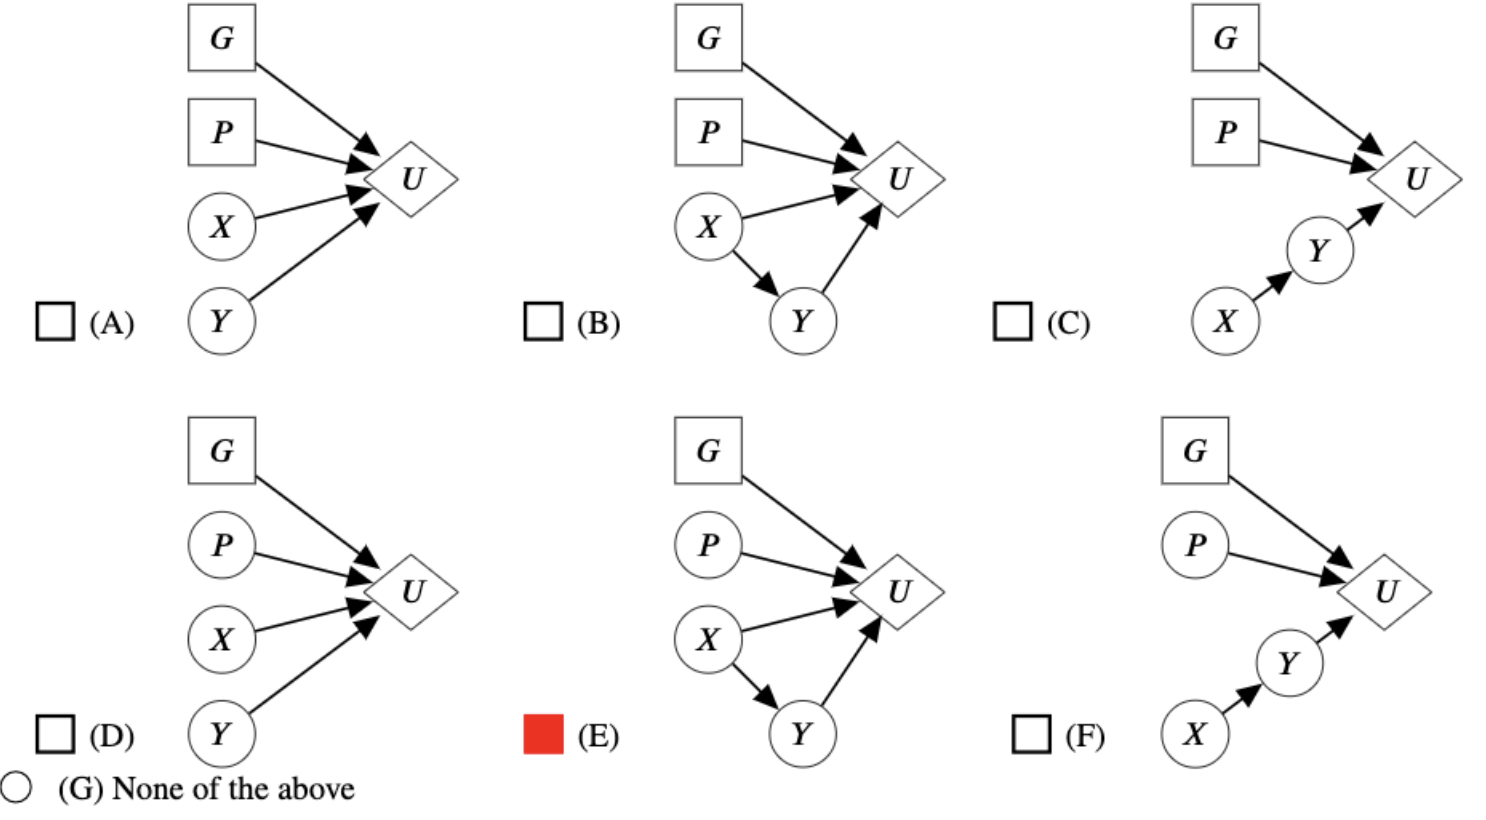 G G G
P P P
U U U
X X Y
(A) Y (B) Y (C) X
G G G
P P P
U U U
X X Y
(D) Y (E) Y (F) X
(G) None of the above